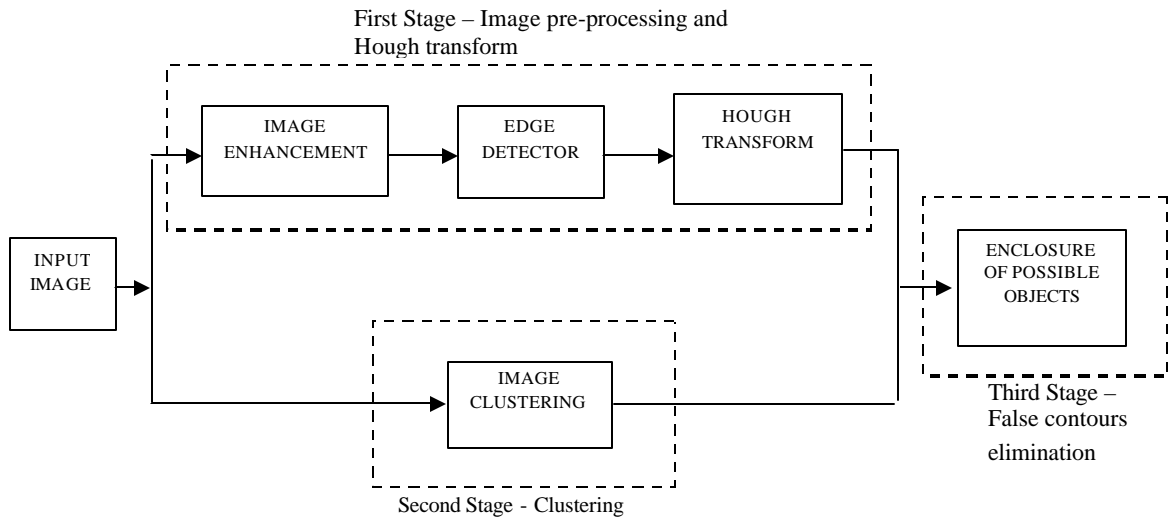 First Stage – Image pre-processing and
Hough transform
IMAGE
ENHANCEMENT
EDGE
DETECTOR
HOUGH
TRANSFORM
INPUT
IMAGE
ENCLOSURE
OF POSSIBLE
OBJECTS
IMAGE
CLUSTERING
Third Stage –
False contours
elimination
Second Stage - Clustering